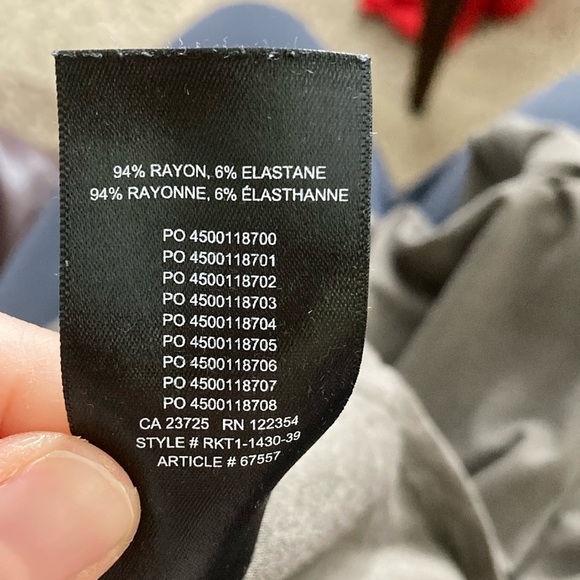 94% RAYON, 6% ELASTANE
94% RAYONNE, 6% ÉLASTHANNE
PO 4500118700
PO 4500118701
PO 4500118702
PO 4500118703
PO 4500118704
PO 4500118705
PO 4500118706
PO 4500118707
PO 4500118708
CA 23725 RN 122354
STYLE # RKT1-1430-39
ARTICLE # 67557